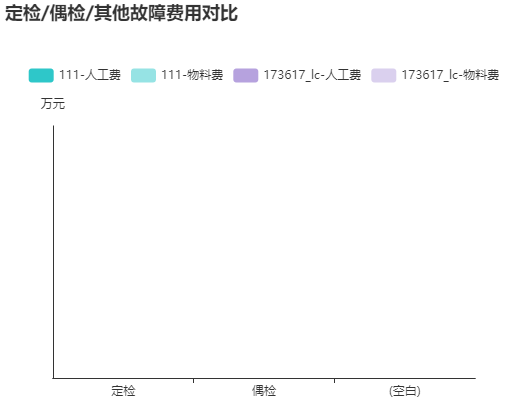 定检/偶检/其他故障费用对比
111-人工费 111-物料费 173617_lc-人工费 173617_lc-物料费
万元
定检 偶检 (空白)